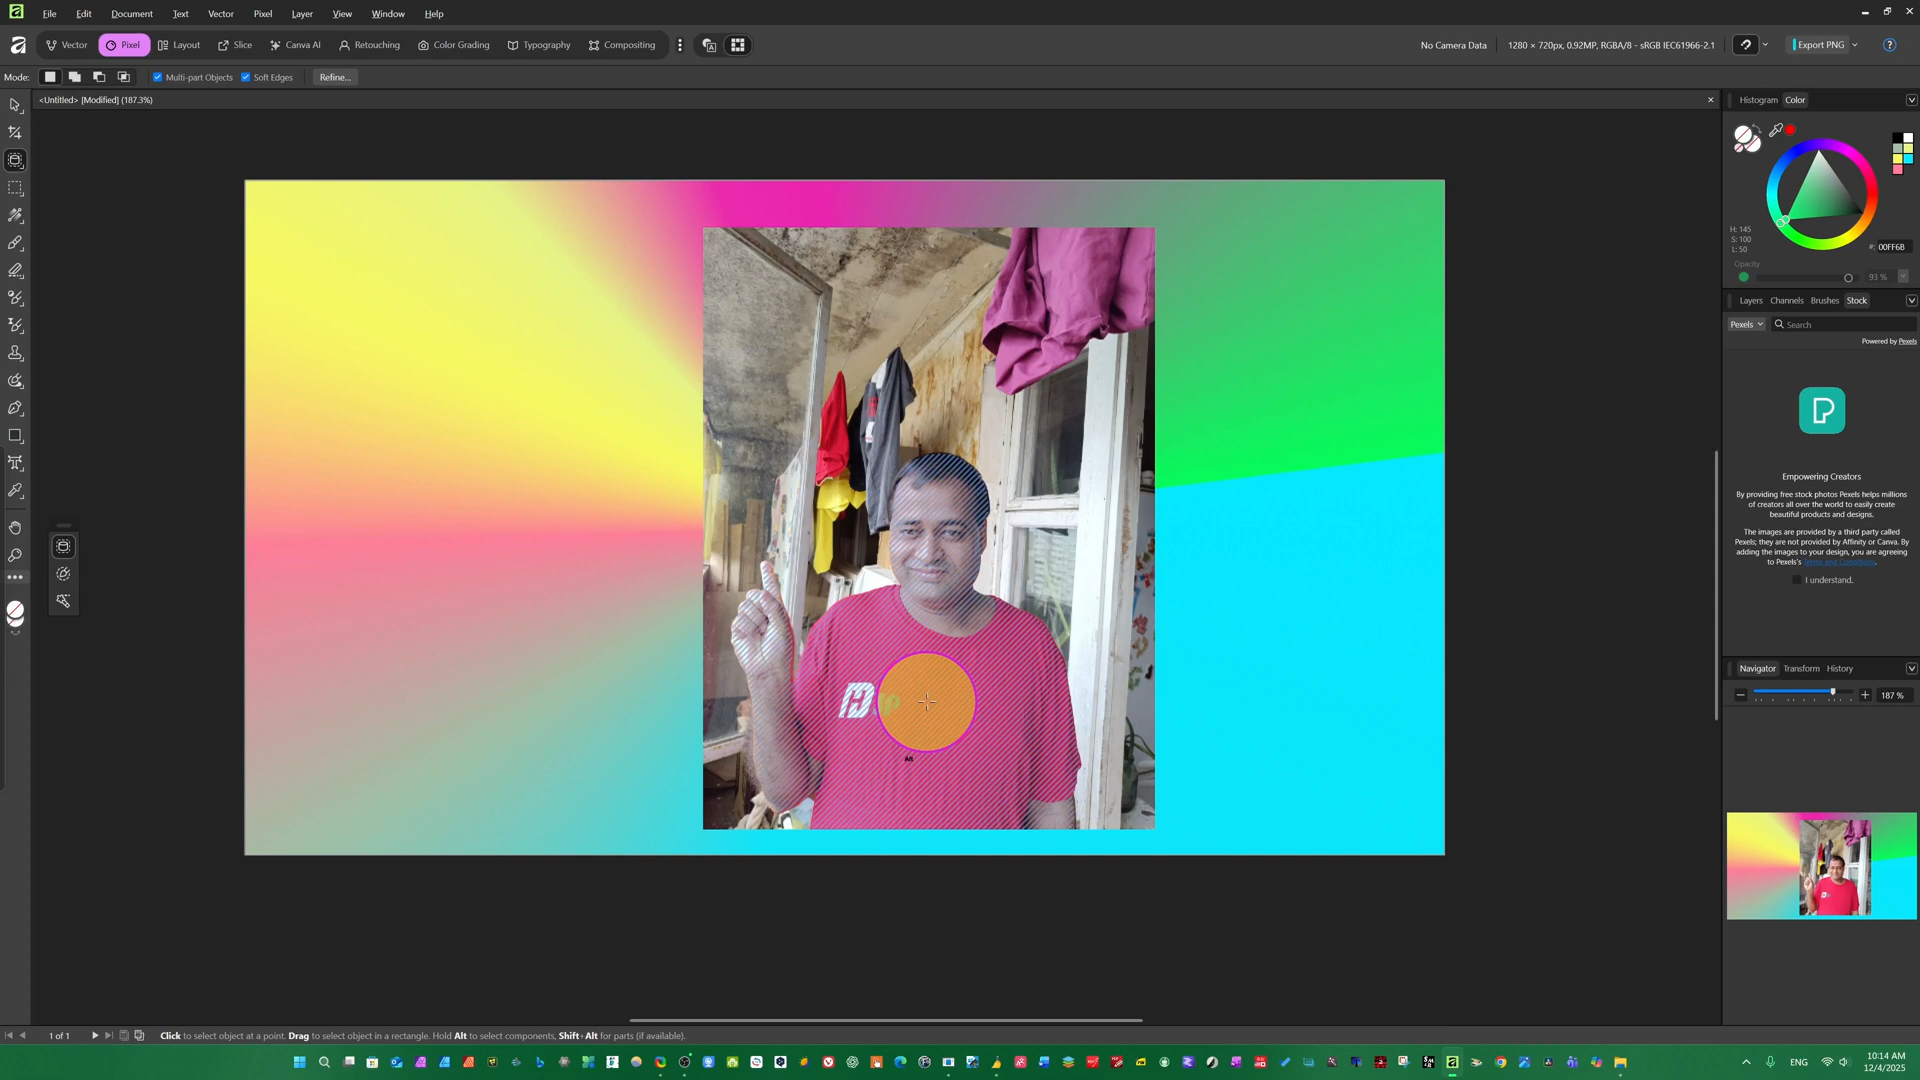 File Edit Document Text Vector Pixel Layer View Window Help
Vector Pixel Layout Slice Canva AI Retouching Color Grading Typography Compositing
No Camera Data 1280 × 720px, 0.92MP, RGBA/8 - sRGB IEC61966-2.1 Export PNG
Mode: Multi-part Objects Soft Edges Refine...
<Untitled> [Modified] (187.3%)
Histogram Color
H: 145
S: 100
L: 50
#: 00FF6B
Opacity
93 %
Layers Channels Brushes Stock
Pexels Search
Powered by Pexels
Empowering Creators
By providing free stock photos Pexels helps millions
of creators all over the world to easily create
beautiful products and designs.
The images are provided by a third party called
Pexels; they are not provided by Affinity or Canva. By
adding the images to your design, you are agreeing
to Pexels's Terms and Conditions.
I understand.
Navigator Transform History
187 %
Alt
1 of 1
Click to select object at a point. Drag to select object in a rectangle. Hold Alt to select components, Shift+Alt for parts (if available).
ENG
10:14 AM
12/4/2025